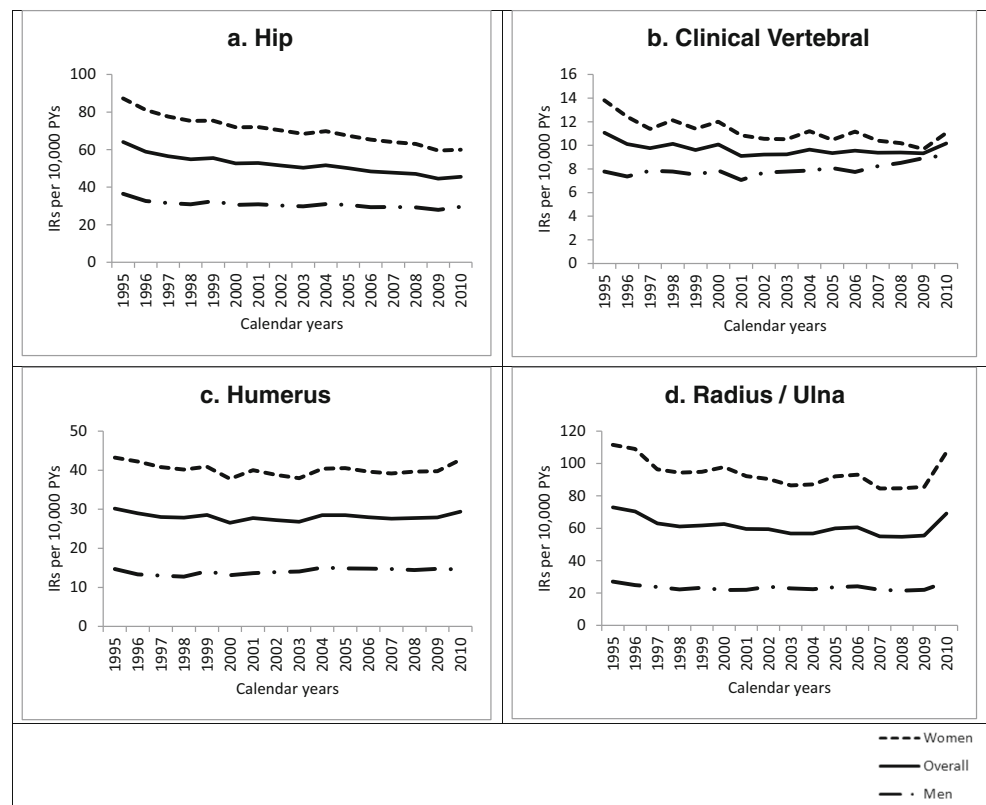 a. Hip
IRs per 10,000 PYs
100
80
60
40
20
0
1995 1996 1997 1998 1999 2000 2001 2002 2003 2004 2005 2006 2007 2008 2009 2010
Calendar years
b. Clinical Vertebral
IRs per 10,000 PYs
16
14
12
10
8
6
4
2
0
1995 1996 1997 1998 1999 2000 2001 2002 2003 2004 2005 2006 2007 2008 2009 2010
Calendar years
c. Humerus
IRs per 10,000 PYs
50
40
30
20
10
0
1995 1996 1997 1998 1999 2000 2001 2002 2003 2004 2005 2006 2007 2008 2009 2010
Calendar years
d. Radius / Ulna
IRs per 10,000 PYs
120
100
80
60
40
20
0
1995 1996 1997 1998 1999 2000 2001 2002 2003 2004 2005 2006 2007 2008 2009 2010
Calendar years
Women
Overall
Men